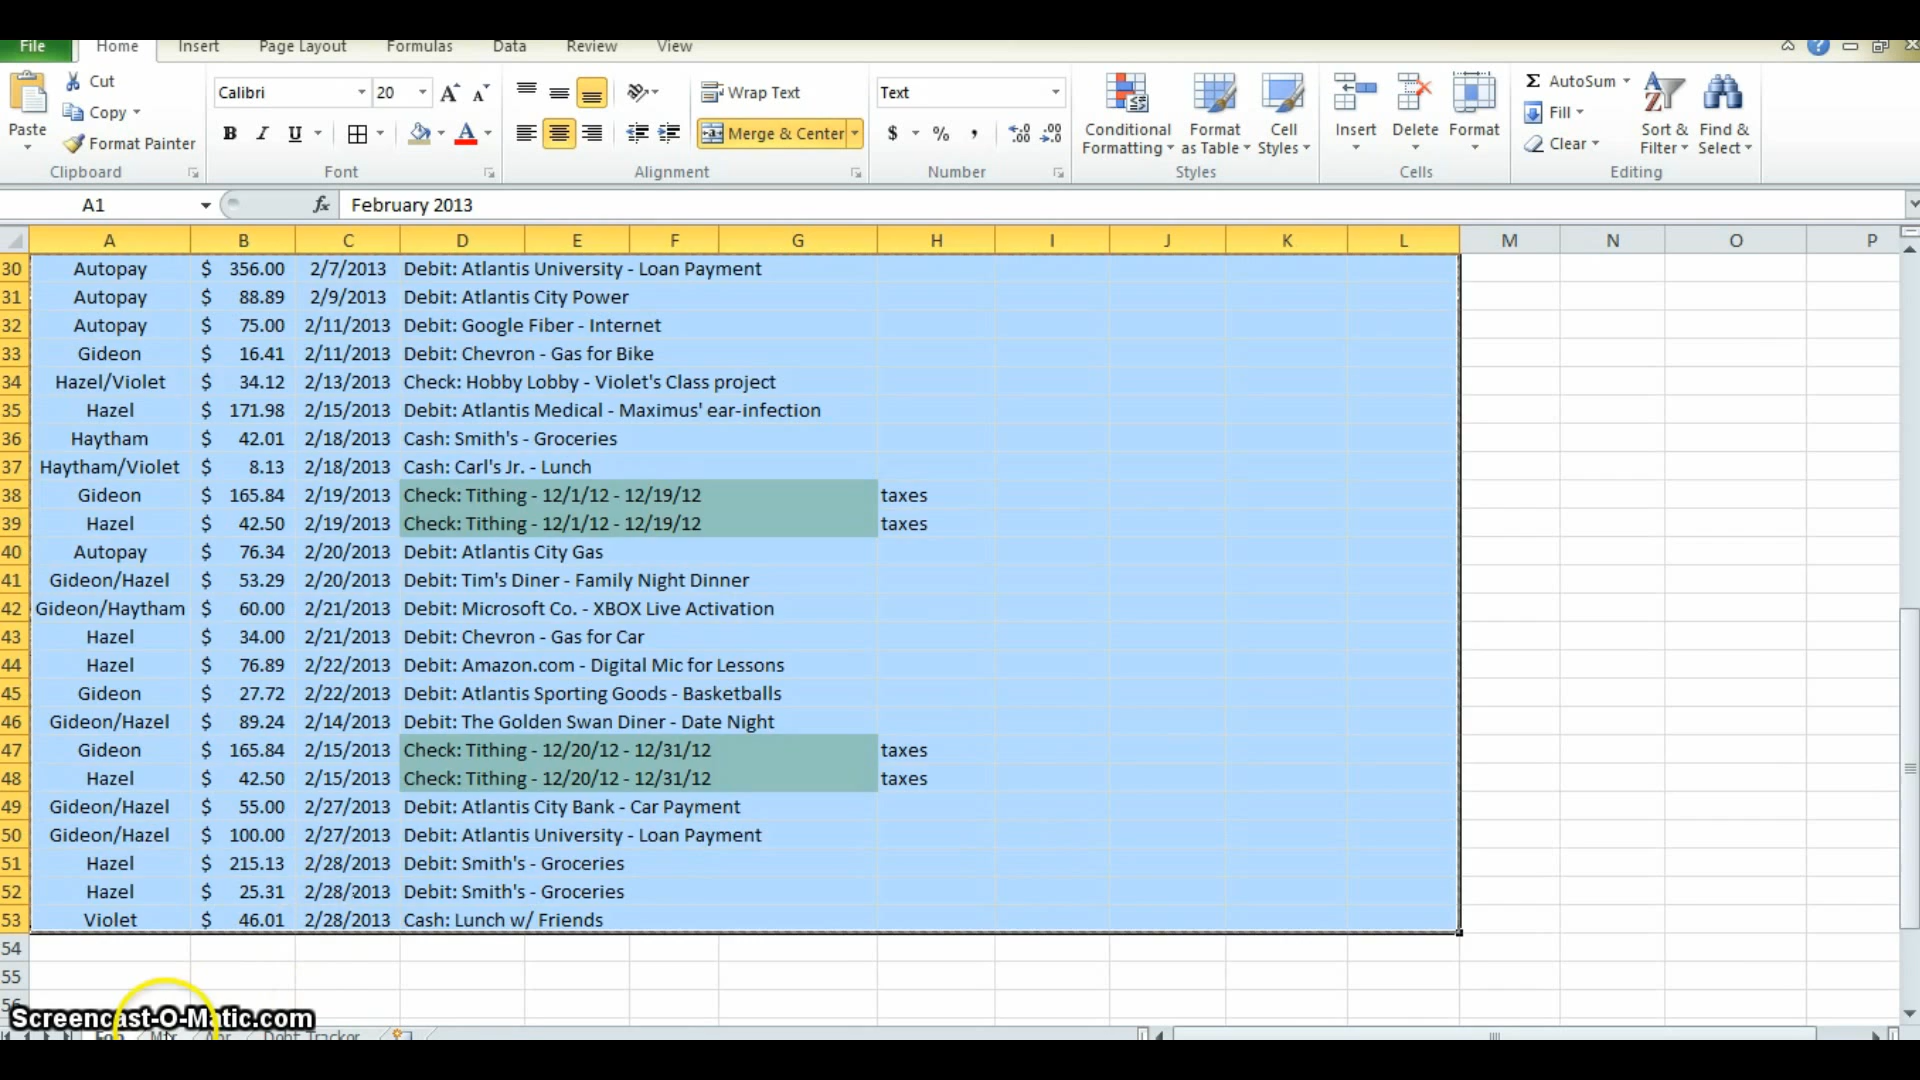 File Home Insert Page Layout Formulas Data Review View
Cut
Copy
Format Painter
Paste
Clipboard
Calibri 20
B I U
Font
Wrap Text
Merge & Center
Alignment
Text
$ % ,
Number
Conditional Formatting
Format as Table
Cell Styles
Styles
Insert Delete Format
Cells
Σ AutoSum
Fill
Clear
Sort & Filter
Find & Select
Editing
A1 fx February 2013
A B C D E F G H I J K L M N O P
30 Autopay $ 356.00 2/7/2013 Debit: Atlantis University - Loan Payment
31 Autopay $ 88.89 2/9/2013 Debit: Atlantis City Power
32 Autopay $ 75.00 2/11/2013 Debit: Google Fiber - Internet
33 Gideon $ 16.41 2/11/2013 Debit: Chevron - Gas for Bike
34 Hazel/Violet $ 34.12 2/13/2013 Check: Hobby Lobby - Violet's Class project
35 Hazel $ 171.98 2/15/2013 Debit: Atlantis Medical - Maximus' ear-infection
36 Haytham $ 42.01 2/18/2013 Cash: Smith's - Groceries
37 Haytham/Violet $ 8.13 2/18/2013 Cash: Carl's Jr. - Lunch
38 Gideon $ 165.84 2/19/2013 Check: Tithing - 12/1/12 - 12/19/12 taxes
39 Hazel $ 42.50 2/19/2013 Check: Tithing - 12/1/12 - 12/19/12 taxes
40 Autopay $ 76.34 2/20/2013 Debit: Atlantis City Gas
41 Gideon/Hazel $ 53.29 2/20/2013 Debit: Tim's Diner - Family Night Dinner
42 Gideon/Haytham $ 60.00 2/21/2013 Debit: Microsoft Co. - XBOX Live Activation
43 Hazel $ 34.00 2/21/2013 Debit: Chevron - Gas for Car
44 Hazel $ 76.89 2/22/2013 Debit: Amazon.com - Digital Mic for Lessons
45 Gideon $ 27.72 2/22/2013 Debit: Atlantis Sporting Goods - Basketballs
46 Gideon/Hazel $ 89.24 2/14/2013 Debit: The Golden Swan Diner - Date Night
47 Gideon $ 165.84 2/15/2013 Check: Tithing - 12/20/12 - 12/31/12 taxes
48 Hazel $ 42.50 2/15/2013 Check: Tithing - 12/20/12 - 12/31/12 taxes
49 Gideon/Hazel $ 55.00 2/27/2013 Debit: Atlantis City Bank - Car Payment
50 Gideon/Hazel $ 100.00 2/27/2013 Debit: Atlantis University - Loan Payment
51 Hazel $ 215.13 2/28/2013 Debit: Smith's - Groceries
52 Hazel $ 25.31 2/28/2013 Debit: Smith's - Groceries
53 Violet $ 46.01 2/28/2013 Cash: Lunch w/ Friends
54
55
56
Screencast-O-Matic.com
Debt Tracker